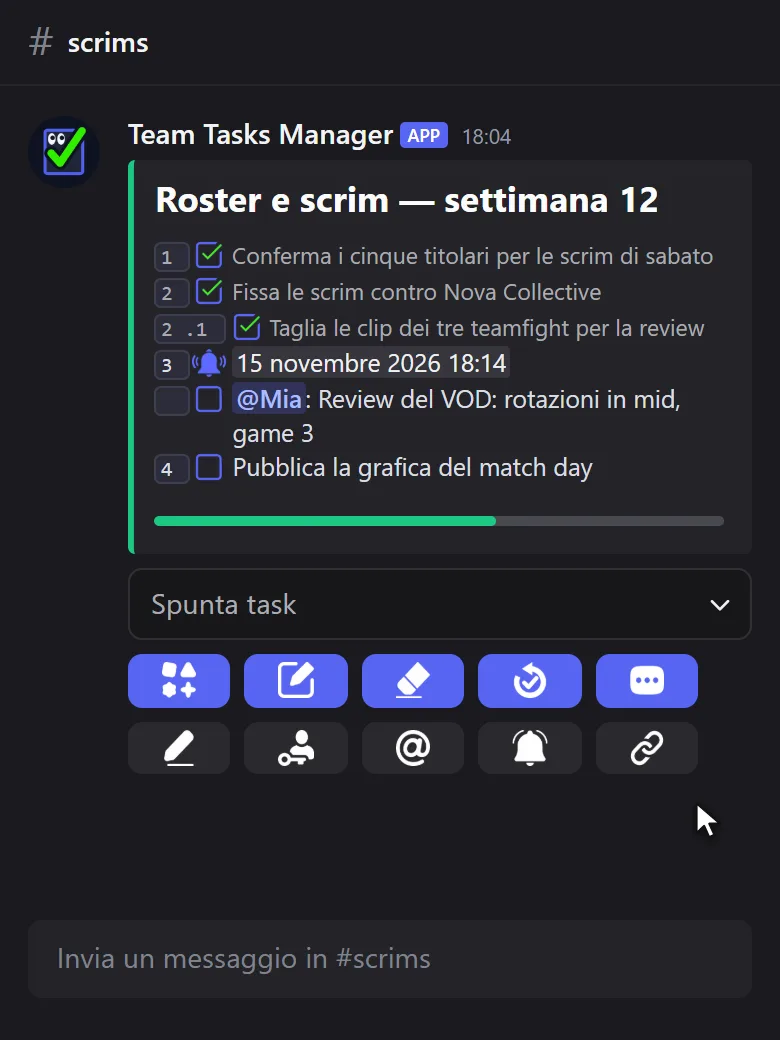 # scrims
Team Tasks Manager APP 18:04
Roster e scrim — settimana 12
1 Conferma i cinque titolari per le scrim di sabato
2 Fissa le scrim contro Nova Collective
2 .1 Taglia le clip dei tre teamfight per la review
3 15 novembre 2026 18:14
@Mia: Review del VOD: rotazioni in mid,
game 3
4 Pubblica la grafica del match day
Spunta task
Invia un messaggio in #scrims